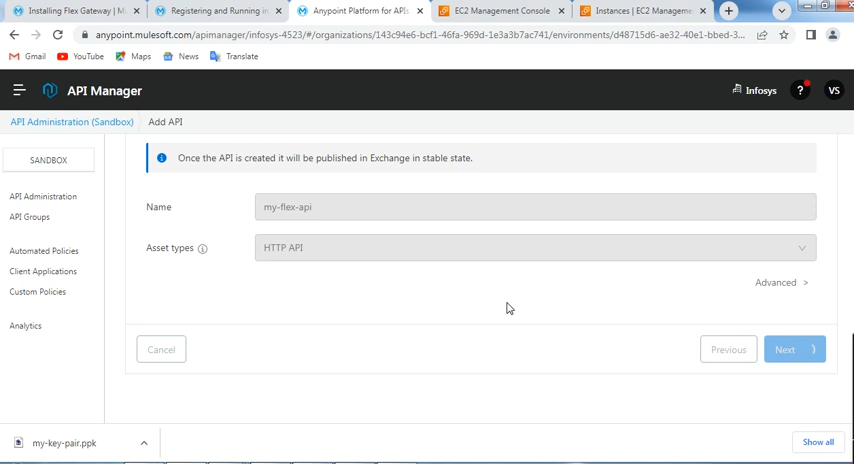 Installing Flex Gateway | M
Registering and Running in
Anypoint Platform for APIs
EC2 Management Console
Instances | EC2 Manageme
anypoint.mulesoft.com/apimanager/infosys-4523/#/organizations/143c94e6-bcf1-46fa-969d-1e3a3b7ac741/environments/d48715d6-ae32-40e1-bbed-3...
Gmail
YouTube
Maps
News
Translate
API Manager
Infosys
?
VS
API Administration (Sandbox)
Add API
SANDBOX
API Administration
API Groups
Automated Policies
Client Applications
Custom Policies
Analytics
Once the API is created it will be published in Exchange in stable state.
Name
my-flex-api
Asset types
HTTP API
Advanced >
Cancel
Previous
Next
my-key-pair.ppk
Show all